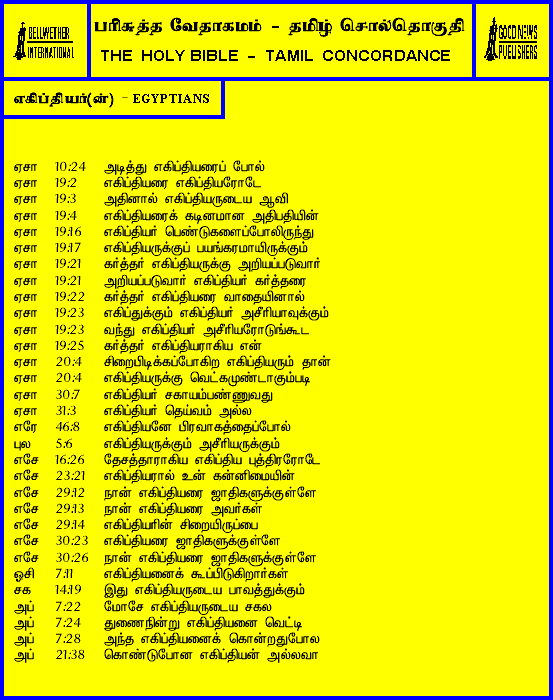 BELLWETHER
INTERNATIONAL
பரிசுத்த வேதாகமம் - தமிழ் சொல்தொகுதி
THE HOLY BIBLE - TAMIL CONCORDANCE
GOOD NEWS
PUBLISHERS
எகிப்தியர்(ன்) - EGYPTIANS
ஏசா 10:24 அடித்து எகிப்தியரைப் போல்
ஏசா 19:2 எகிப்தியரை எகிப்தியரோடே
ஏசா 19:3 அதினால் எகிப்தியருடைய ஆவி
ஏசா 19:4 எகிப்தியரைக் கடினமான அதிபதியின்
ஏசா 19:16 எகிப்தியர் பெண்டுகளைப்போலிருந்து
ஏசா 19:17 எகிப்தியருக்குப் பயங்கரமாயிருக்கும்
ஏசா 19:21 கர்த்தர் எகிப்தியருக்கு அறியப்படுவார்
ஏசா 19:21 அறியப்படுவார் எகிப்தியர் கர்த்தரை
ஏசா 19:22 கர்த்தர் எகிப்தியரை வாதையினால்
ஏசா 19:23 எகிப்துக்கும் எகிப்தியர் அசீரியாவுக்கும்
ஏசா 19:23 வந்து எகிப்தியர் அசீரியரோடுங்கூட
ஏசா 19:25 கர்த்தர் எகிப்தியராகிய என்
ஏசா 20:4 சிறைபிடிக்கப்போகிற எகிப்தியரும் தான்
ஏசா 20:4 எகிப்தியருக்கு வெட்கமுண்டாகும்படி
ஏசா 30:7 எகிப்தியர் சகாயம்பண்ணுவது
ஏசா 31:3 எகிப்தியர் தெய்வம் அல்ல
எரே 46:8 எகிப்தியனே பிரவாகத்தைப்போல்
புல 5:6 எகிப்தியருக்கும் அசீரியருக்கும்
எசே 16:26 தேசத்தாராகிய எகிப்திய புத்திரரோடே
எசே 23:21 எகிப்தியரால் உன் கன்னிமையின்
எசே 29:12 நான் எகிப்தியரை ஜாதிகளுக்குள்ளே
எசே 29:13 நான் எகிப்தியரை அவர்கள்
எசே 29:14 எகிப்தியரின் சிறையிருப்பை
எசே 30:23 எகிப்தியரை ஜாதிகளுக்குள்ளே
எசே 30:26 நான் எகிப்தியரை ஜாதிகளுக்குள்ளே
ஓசி 7:11 எகிப்தியனைக் கூப்பிடுகிறார்கள்
சக 14:19 இது எகிப்தியருடைய பாவத்துக்கும்
அப் 7:22 மோசே எகிப்தியருடைய சகல
அப் 7:24 துணைநின்று எகிப்தியனை வெட்டி
அப் 7:28 அந்த எகிப்தியனைக் கொன்றதுபோல
அப் 21:38 கொண்டுபோன எகிப்தியன் அல்லவா